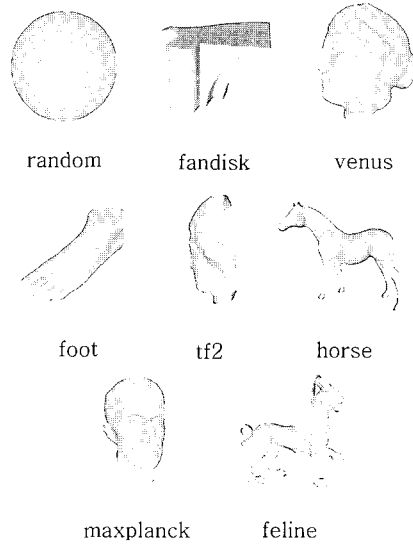 random fandisk venus
foot tf2 horse
maxplanck feline